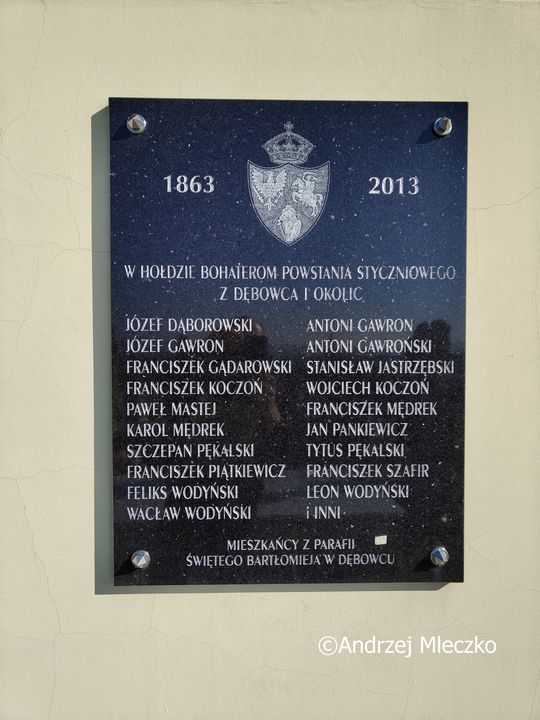 1863 2013
W HOŁDZIE BOHATEROM POWSTANIA STYCZNIOWEGO
Z DĘBOWCA I OKOLIC
JÓZEF DĄBOROWSKI
JÓZEF GAWRON
FRANCISZEK GĄDAROWSKI
FRANCISZEK KOCZOŃ
PAWEŁ MASTEJ
KAROL MĘDREK
SZCZEPAN PĘKALSKI
FRANCISZEK PIĄTKIEWICZ
FELIKS WODYŃSKI
WACŁAW WODYŃSKI
ANTONI GAWRON
ANTONI GAWROŃSKI
STANISŁAW JASTRZĘBSKI
WOJCIECH KOCZOŃ
FRANCISZEK MĘDREK
JAN PANKIEWICZ
TYTUS PĘKALSKI
FRANCISZEK SZAFIR
LEON WODYŃSKI
i INNI
MIESZKAŃCY Z PARAFII
ŚWIĘTEGO BARTŁOMIEJA W DĘBOWCU
©Andrzej Mleczko